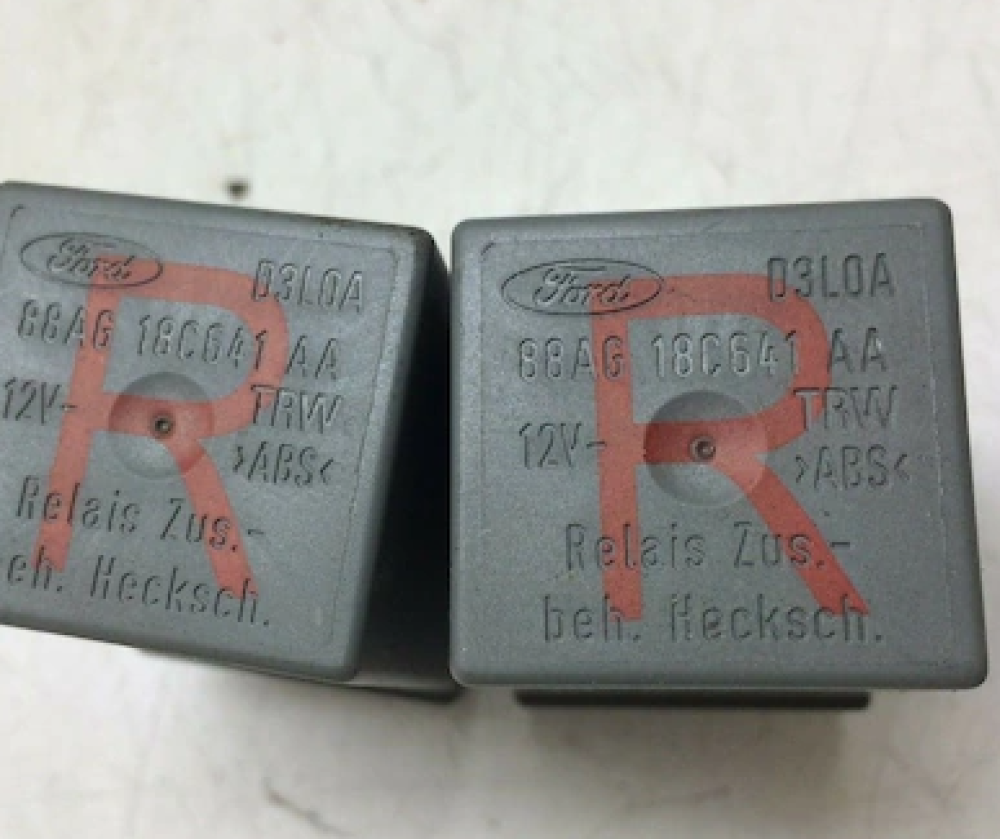 Ford D3L0A
88AG 18C641 AA
12V- TRW
>ABS<
Relais Zus.-
beh. Hecksch.
R
Ford D3L0A
88AG 18C641 AA
12V- TRW
>ABS<
Relais Zus.-
beh. Hecksch.
R